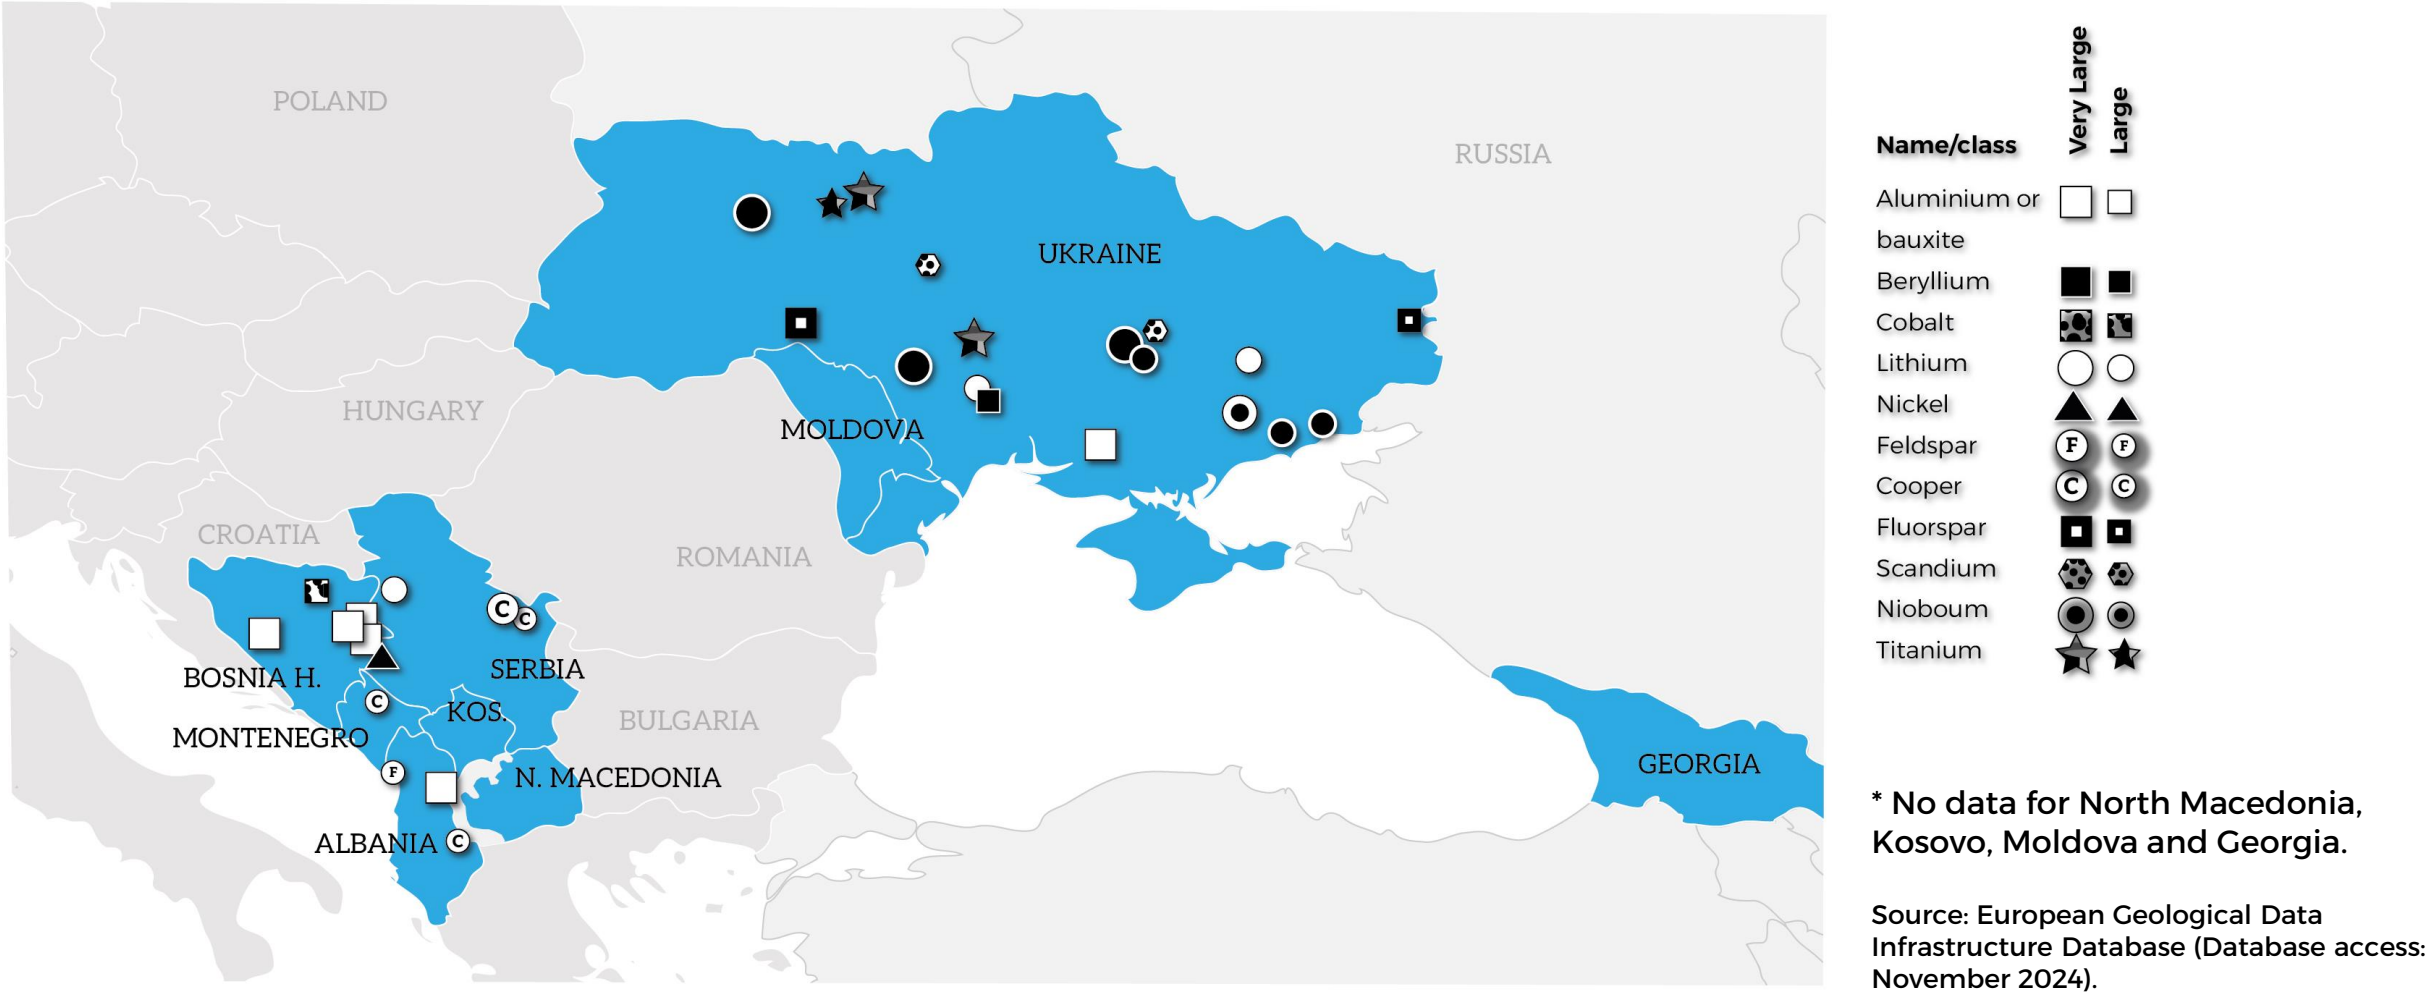 POLAND
RUSSIA
UKRAINE
HUNGARY
MOLDOVA
CROATIA
ROMANIA
BOSNIA H.
SERBIA
KOS.
MONTENEGRO
BULGARIA
N. MACEDONIA
GEORGIA
ALBANIA
C
C
C
F
C
Very Large
Large
Name/class
Aluminium or
bauxite
Beryllium
Cobalt
Lithium
Nickel
Feldspar F F
Cooper C C
Fluorspar
Scandium
Nioboum
Titanium
* No data for North Macedonia,
Kosovo, Moldova and Georgia.
Source: European Geological Data
Infrastructure Database (Database access:
November 2024).